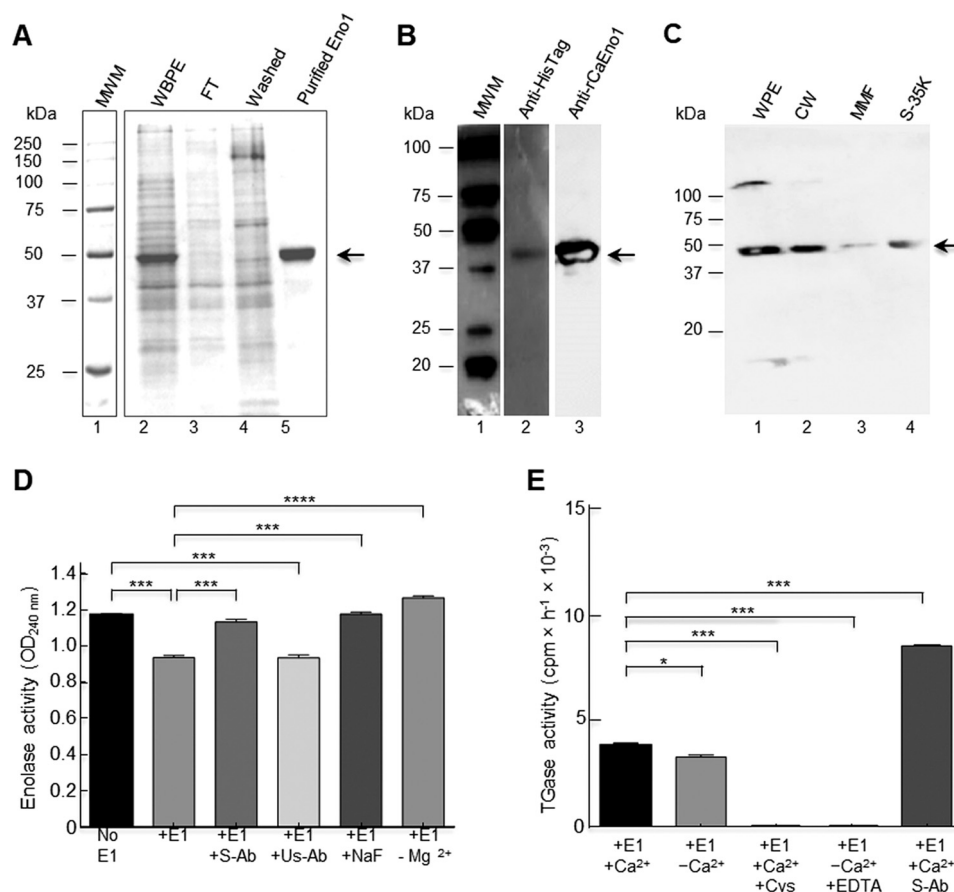 A
B
C
MWM
WBPE
FT
Washed
Purified Eno1
kDa
250
150
100
75
50
37
25
1 2 3 4 5
MWM
Anti-HisTag
Anti-rCaEno1
kDa
100
75
50
37
25
20
1 2 3
WPE
CW
MMF
S-35K
kDa
100
75
50
37
20
1 2 3 4
D
****
***
***
*** ***
Enolase activity (OD240 nm)
1.4
1.2
1.0
0.8
0.6
0.4
0.2
0
No E1
+E1
+E1 +S-Ab
+E1 +Us-Ab
+E1 +NaF
+E1 - Mg 2+
E
***
***
***
*
TGase activity (cpm × h-1 × 10-3)
15
10
5
0
+E1 +Ca2+
+E1 −Ca2+
+E1 +Ca2+ +Cys
+E1 −Ca2+ +EDTA
+E1 +Ca2+ S-Ab